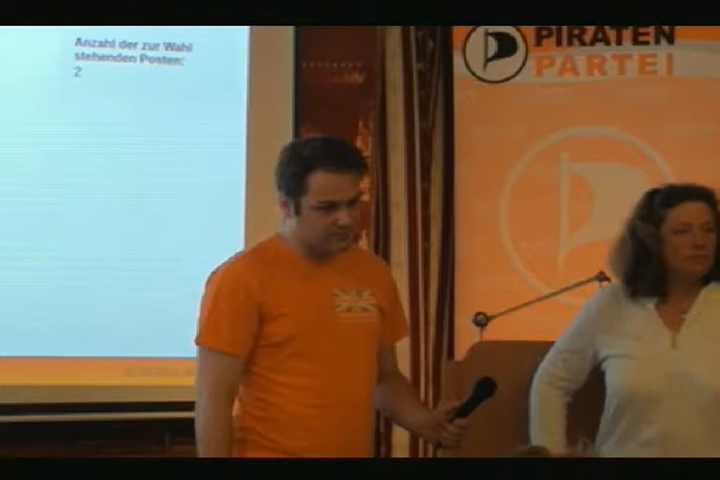 Anzahl der zur Wahl
stehenden Posten:
2
PIRATEN
PARTEI